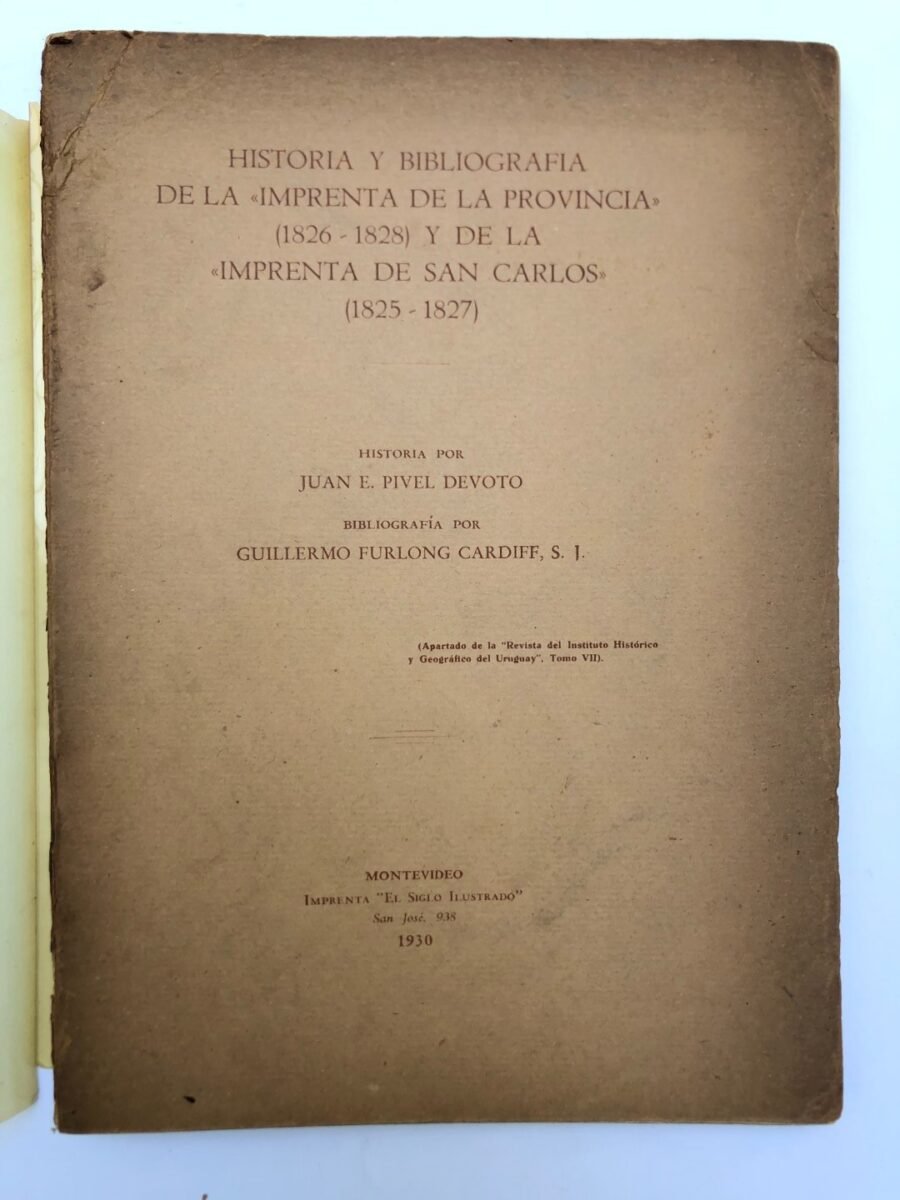 HISTORIA Y BIBLIOGRAFIA
DE LA «IMPRENTA DE LA PROVINCIA»
(1826 - 1828) Y DE LA
«IMPRENTA DE SAN CARLOS»
(1825 - 1827)
HISTORIA POR
JUAN E. PIVEL DEVOTO
BIBLIOGRAFÍA POR
GUILLERMO FURLONG CARDIFF, S. J.
(Apartado de la "Revista del Instituto Histórico
y Geográfico del Uruguay", Tomo VII).
MONTEVIDEO
IMPRENTA "EL SIGLO ILUSTRADO"
San José, 938
1930